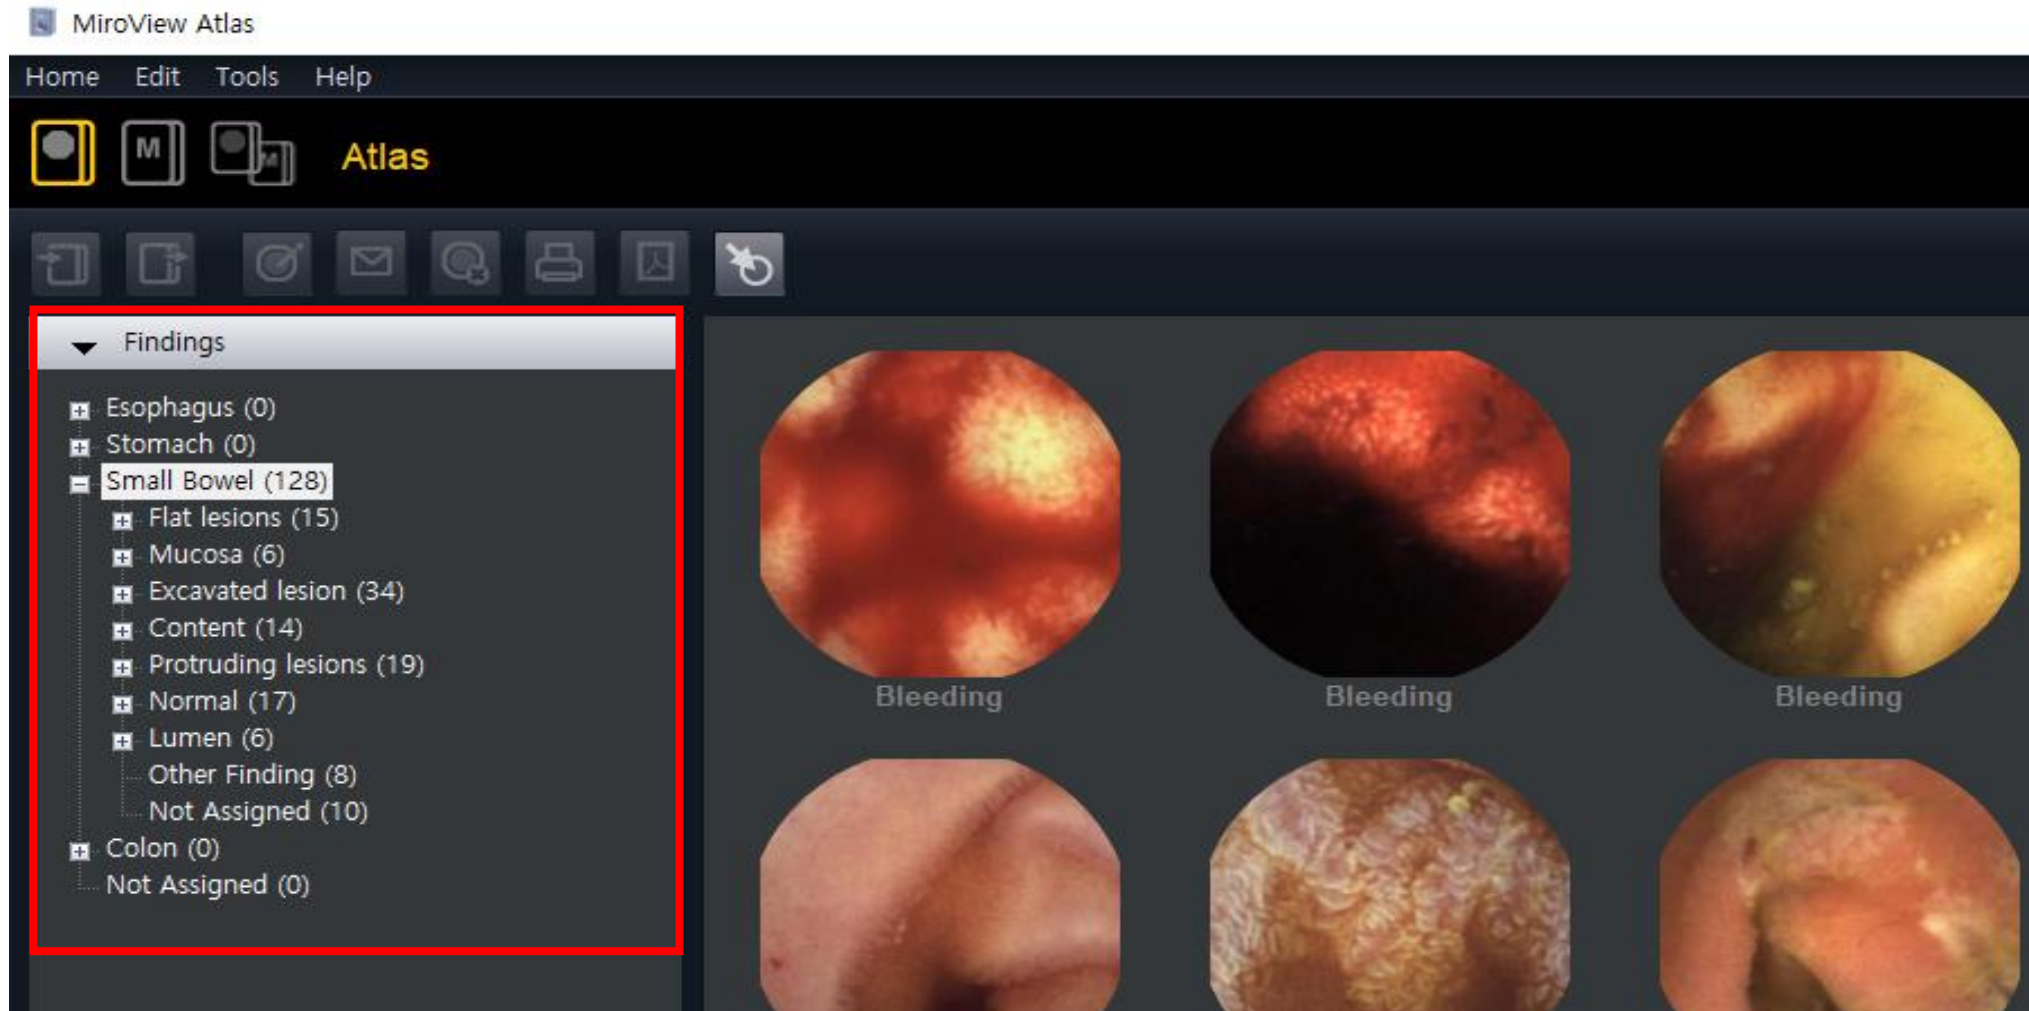 MiroView Atlas
Home Edit Tools Help
M M Atlas
Findings
Esophagus (0)
Stomach (0)
Small Bowel (128)
Flat lesions (15)
Mucosa (6)
Excavated lesion (34)
Content (14)
Protruding lesions (19)
Normal (17)
Lumen (6)
Other Finding (8)
Not Assigned (10)
Colon (0)
Not Assigned (0)
Bleeding Bleeding Bleeding